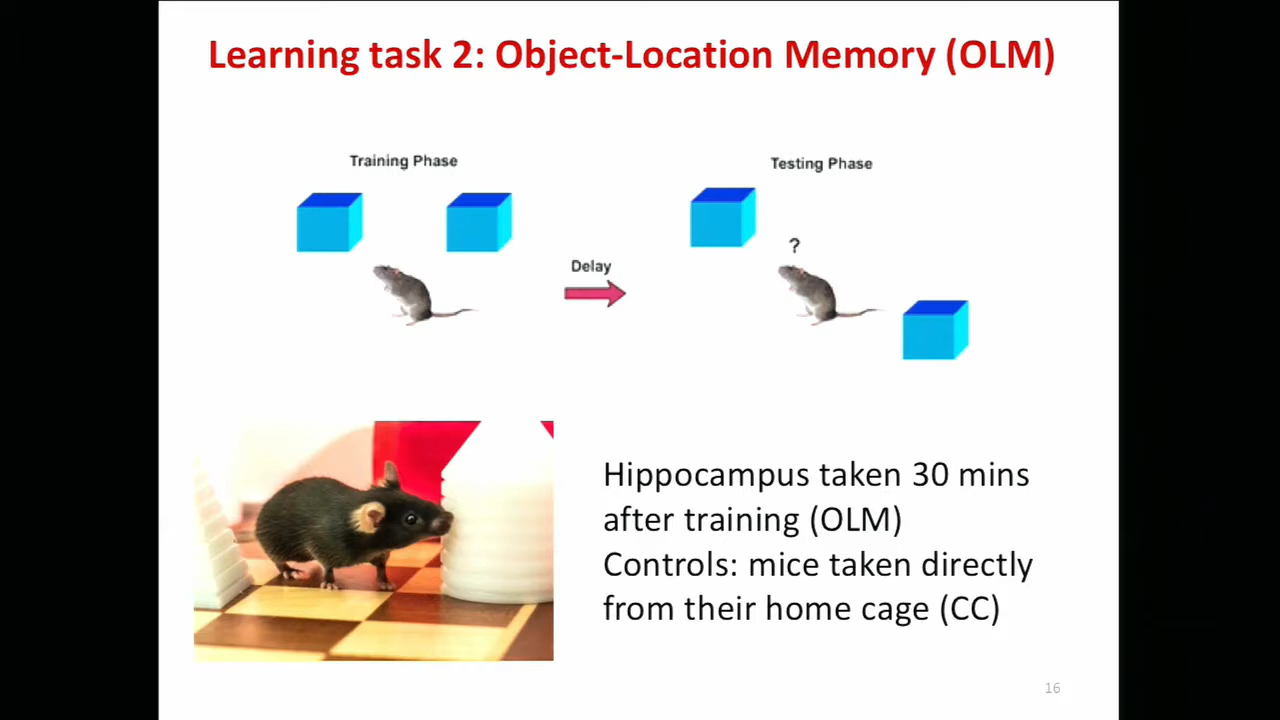 Learning task 2: Object-Location Memory (OLM)
Training Phase
Testing Phase
?
Delay
Hippocampus taken 30 mins
after training (OLM)
Controls: mice taken directly
from their home cage (CC)
16